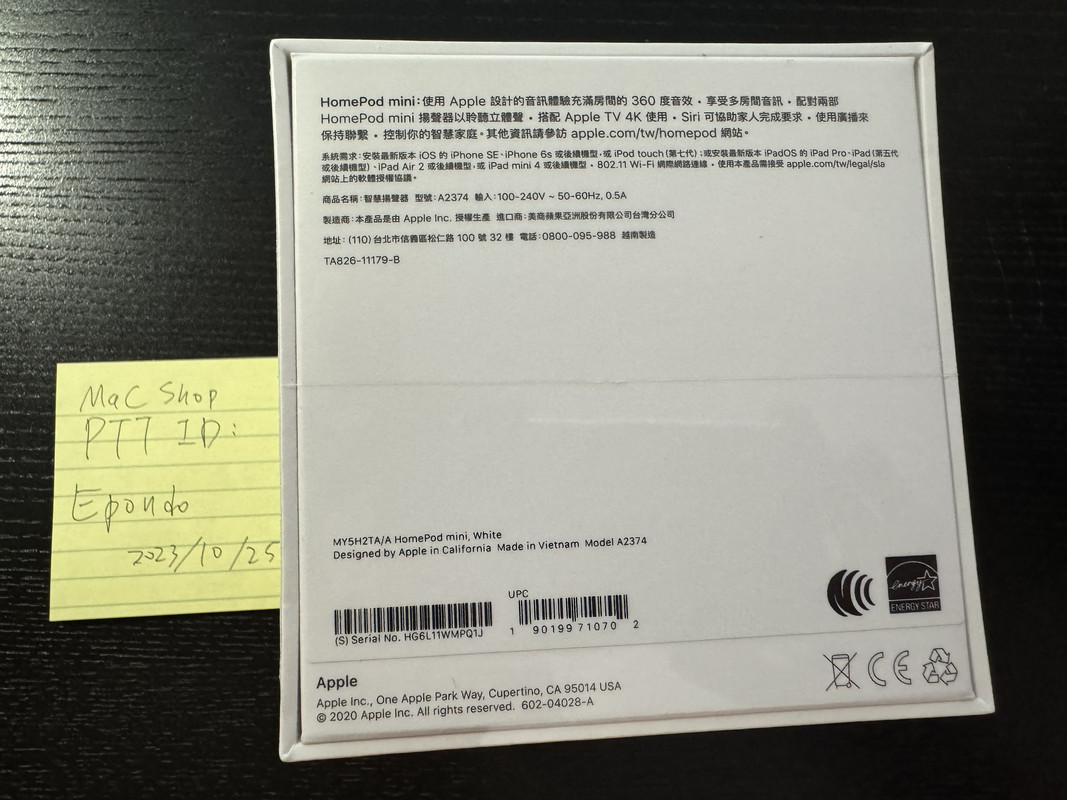 HomePod mini：使用 Apple 設計的音訊體驗充滿房間的 360 度音效・享受多房間音訊・配對兩部
HomePod mini 揚聲器以聆聽立體聲・搭配 Apple TV 4K 使用・Siri 可協助家人完成要求・使用廣播來
保持聯繫・控制你的智慧家庭。其他資訊請參訪 apple.com/tw/homepod 網站。
系統需求：安裝最新版本 iOS 的 iPhone SE、iPhone 6s 或後續機型，或 iPod touch (第七代)；或安裝最新版本 iPadOS 的 iPad Pro、iPad (第五代
或後續機型)、iPad Air 2 或後續機型，或 iPad mini 4 或後續機型・802.11 Wi-Fi 網際網路連線・使用本產品需接受 apple.com/tw/legal/sla
網站上的軟體授權協議。
商品名稱：智慧揚聲器 型號：A2374 輸入：100-240V ~ 50-60Hz, 0.5A
製造商：本產品是由 Apple Inc. 授權生產 進口商：美商蘋果亞洲股份有限公司台灣分公司
地址：(110) 台北市信義區松仁路 100 號 32 樓 電話：0800-095-988 越南製造
TA826-11179-B
Mac Shop
PTT ID:
Epondo
2023/10/25
MY5H2TA/A HomePod mini, White
Designed by Apple in California Made in Vietnam Model A2374
UPC
(S) Serial No. HG6L11WMPQ1J
1 90199 71070 2
energy
ENERGY STAR
Apple
Apple Inc., One Apple Park Way, Cupertino, CA 95014 USA
© 2020 Apple Inc. All rights reserved. 602-04028-A
CE